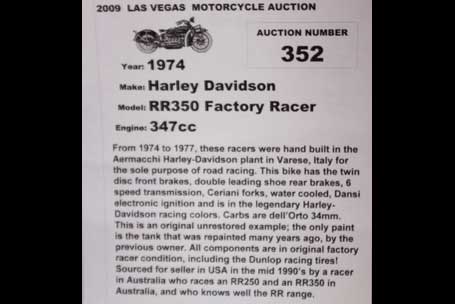 2009 LAS VEGAS MOTORCYCLE AUCTION
AUCTION NUMBER
352
Year: 1974
Make: Harley Davidson
Model: RR350 Factory Racer
Engine: 347cc
From 1974 to 1977, these racers were hand built in the
Aermacchi Harley-Davidson plant in Varese, Italy for
the sole purpose of road racing. This bike has the twin
disc front brakes, double leading shoe rear brakes, 6
speed transmission, Ceriani forks, water cooled, Dansi
electronic ignition and is in the legendary Harley-
Davidson racing colors. Carbs are dell'Orto 34mm.
This is an original unrestored example; the only paint
is the tank that was repainted many years ago, by the
previous owner. All components are in original factory
racer condition, including the Dunlop racing tires!
Sourced for seller in USA in the mid 1990's by a racer
in Australia who races an RR250 and an RR350 in
Australia, and who knows well the RR range.